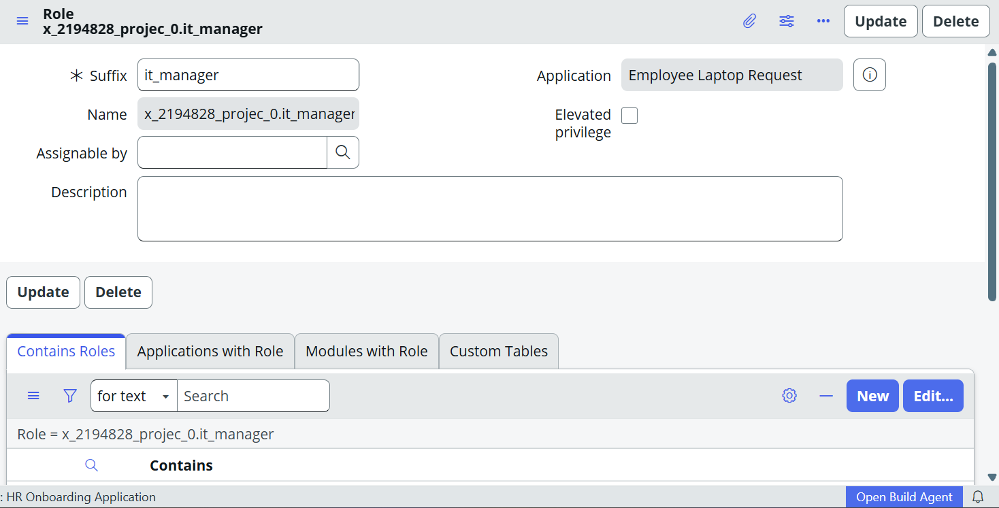 Role
x_2194828_projec_0.it_manager
Update
Delete
Suffix
it_manager
Application
Employee Laptop Request
Name
x_2194828_projec_0.it_manager
Elevated
privilege
Assignable by
Description
Update
Delete
Contains Roles
Applications with Role
Modules with Role
Custom Tables
for text
Search
New
Edit...
Role = x_2194828_projec_0.it_manager
Contains
: HR Onboarding Application
Open Build Agent